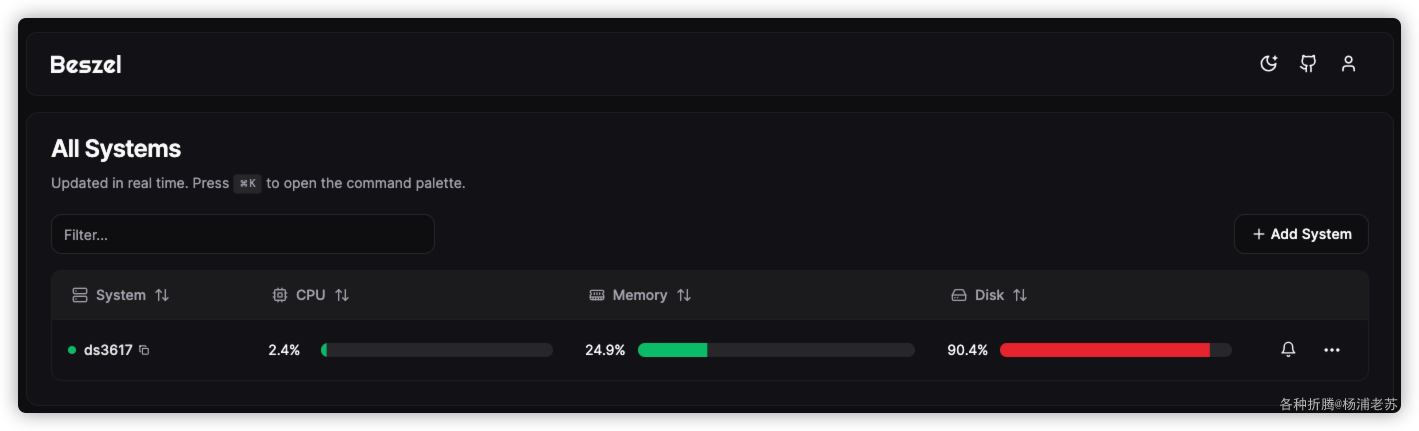 Beszel
All Systems
Updated in real time. Press ⌘K to open the command palette.
Filter...
+ Add System
System CPU Memory Disk
ds3617 2.4% 24.9% 90.4%
各种折腾@杨浦老苏